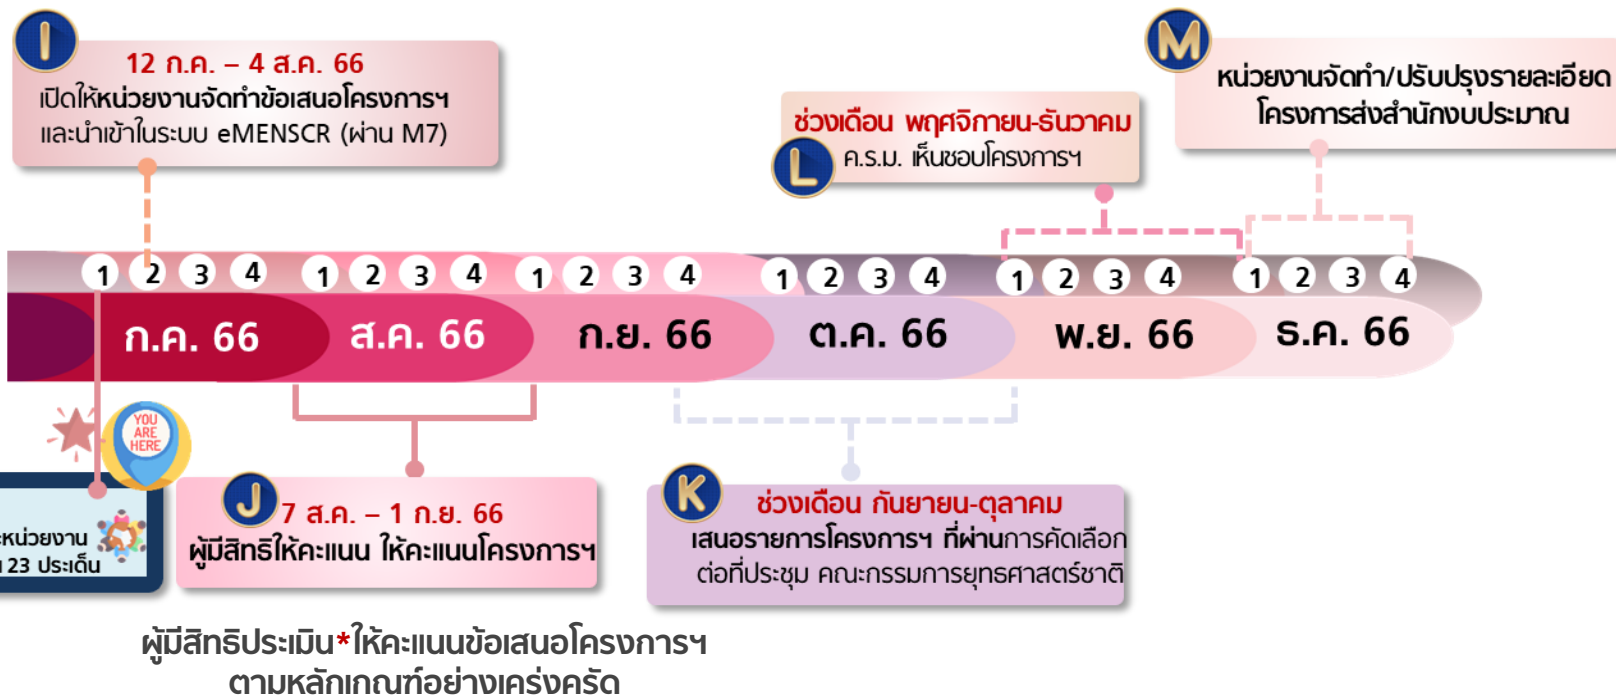 I
12 ก.ค. – 4 ส.ค. 66
เปิดให้หน่วยงานจัดทำข้อเสนอโครงการฯ
และนำเข้าในระบบ eMENSCR (ผ่าน M7)
L
ช่วงเดือน พฤศจิกายน-ธันวาคม
ค.ร.ม. เห็นชอบโครงการฯ
M
หน่วยงานจัดทำ/ปรับปรุงรายละเอียด
โครงการส่งสำนักงบประมาณ
1 2 3 4 1 2 3 4 1 2 3 4 1 2 3 4 1 2 3 4 1 2 3 4
ก.ค. 66 ส.ค. 66 ก.ย. 66 ต.ค. 66 พ.ย. 66 ธ.ค. 66
YOU
ARE
HERE
หน่วยงาน
23 ประเด็น
J
7 ส.ค. – 1 ก.ย. 66
ผู้มีสิทธิให้คะแนน ให้คะแนนโครงการฯ
K
ช่วงเดือน กันยายน-ตุลาคม
เสนอรายการโครงการฯ ที่ผ่านการคัดเลือก
ต่อที่ประชุม คณะกรรมการยุทธศาสตร์ชาติ
ผู้มีสิทธิประเมิน*ให้คะแนนข้อเสนอโครงการฯ
ตามหลักเกณฑ์อย่างเคร่งครัด